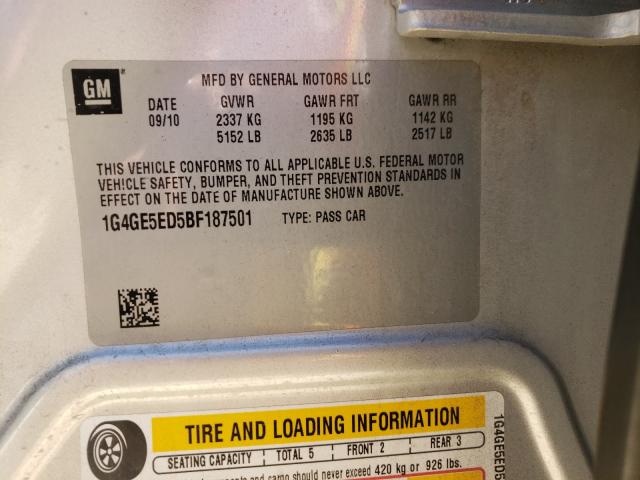 GM
MFD BY GENERAL MOTORS LLC
DATE GVWR GAWR FRT GAWR RR
09/10 2337 KG 1195 KG 1142 KG
5152 LB 2635 LB 2517 LB
THIS VEHICLE CONFORMS TO ALL APPLICABLE U.S. FEDERAL MOTOR
VEHICLE SAFETY, BUMPER, AND THEFT PREVENTION STANDARDS IN
EFFECT ON THE DATE OF MANUFACTURE SHOWN ABOVE.
1G4GE5ED5BF187501 TYPE: PASS CAR
TIRE AND LOADING INFORMATION
SEATING CAPACITY TOTAL 5 FRONT 2 REAR 3
and cargo should never exceed 420 kg or 926 lbs.
1G4GE5ED5